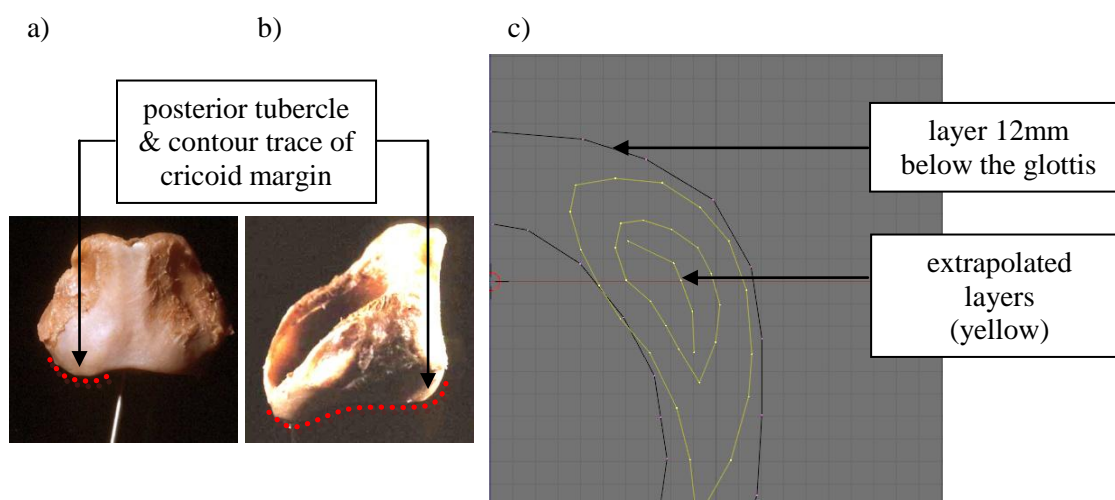 a)
b)
c)
posterior tubercle
& contour trace of
cricoid margin
layer 12mm
below the glottis
extrapolated
layers
(yellow)